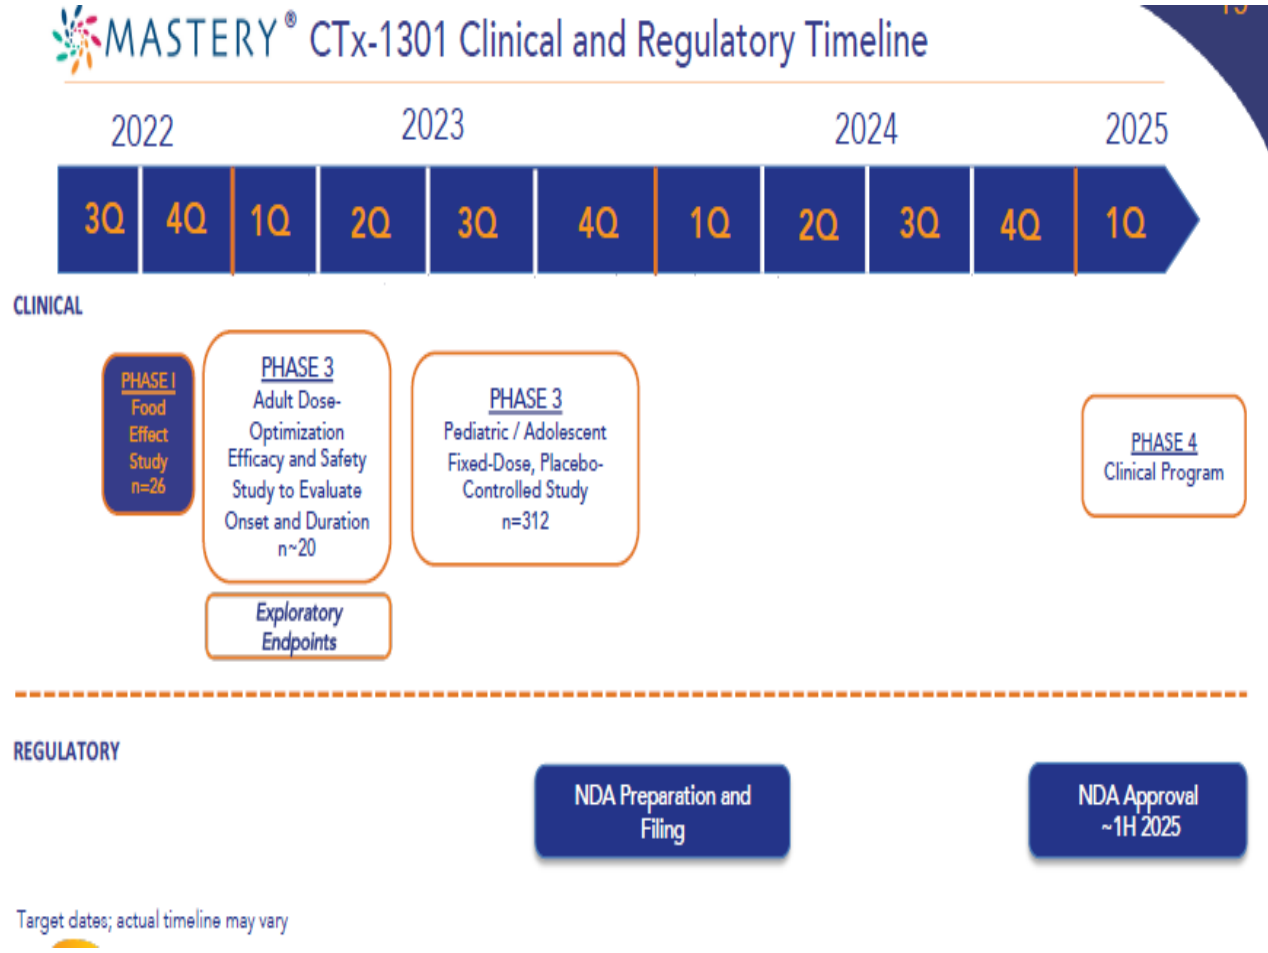 MASTERY® CTx-1301 Clinical and Regulatory Timeline
2022 2023 2024 2025
3Q 4Q 1Q 2Q 3Q 4Q 1Q 2Q 3Q 4Q 1Q
CLINICAL
PHASE I
Food
Effect
Study
n=26
PHASE 3
Adult Dose-
Optimization
Efficacy and Safety
Study to Evaluate
Onset and Duration
n~20
Exploratory
Endpoints
PHASE 3
Pediatric / Adolescent
Fixed-Dose, Placebo-
Controlled Study
n=312
PHASE 4
Clinical Program
REGULATORY
NDA Preparation and
Filing
NDA Approval
~1H 2025
Target dates; actual timeline may vary